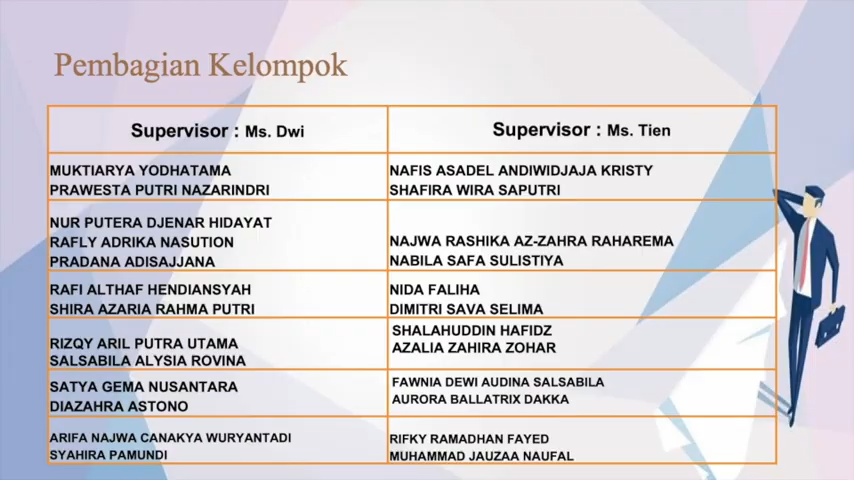 Pembagian Kelompok
Supervisor : Ms. Dwi
Supervisor : Ms. Tien
MUKTIARYA YODHATAMA
PRAWESTA PUTRI NAZARINDRI
NAFIS ASADEL ANDIWIDJAJA KRISTY
SHAFIRA WIRA SAPUTRI
NUR PUTERA DJENAR HIDAYAT
RAFLY ADRIKA NASUTION
PRADANA ADISAJJANA
NAJWA RASHIKA AZ-ZAHRA RAHAREMA
NABILA SAFA SULISTIYA
RAFI ALTHAF HENDIANSYAH
SHIRA AZARIA RAHMA PUTRI
NIDA FALIHA
DIMITRI SAVA SELIMA
RIZQY ARIL PUTRA UTAMA
SALSABILA ALYSIA ROVINA
SHALAHUDDIN HAFIDZ
AZALIA ZAHIRA ZOHAR
SATYA GEMA NUSANTARA
DIAZAHRA ASTONO
FAWNIA DEWI AUDINA SALSABILA
AURORA BALLATRIX DAKKA
ARIFA NAJWA CANAKYA WURYANTADI
SYAHIRA PAMUNDI
RIFKY RAMADHAN FAYED
MUHAMMAD JAUZAA NAUFAL